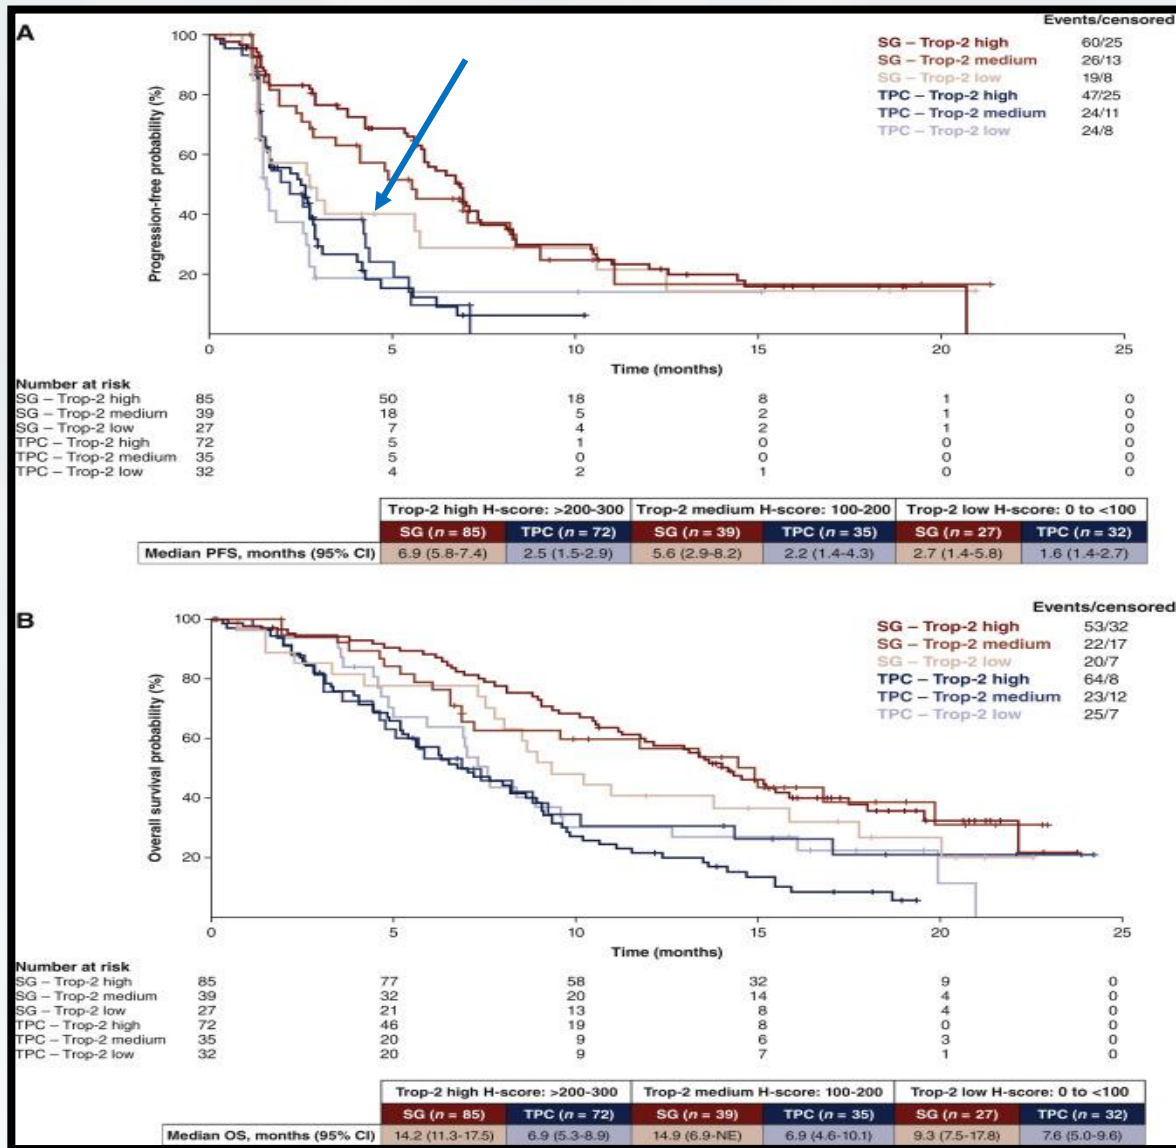 A
Events/censored
SG – Trop-2 high 60/25
SG – Trop-2 medium 26/13
SG – Trop-2 low 19/8
TPC – Trop-2 high 47/25
TPC – Trop-2 medium 24/11
TPC – Trop-2 low 24/8
Progression-free probability (%)
100
80
60
40
20
0 5 10 15 20 25
Time (months)
Number at risk
SG – Trop-2 high 85 50 18 8 1 0
SG – Trop-2 medium 39 18 5 2 1 0
SG – Trop-2 low 27 7 4 2 1 0
TPC – Trop-2 high 72 5 1 0 0 0
TPC – Trop-2 medium 35 5 0 0 0 0
TPC – Trop-2 low 32 4 2 1 0 0
Trop-2 high H-score: >200-300 Trop-2 medium H-score: 100-200 Trop-2 low H-score: 0 to <100
SG (n = 85) TPC (n = 72) SG (n = 39) TPC (n = 35) SG (n = 27) TPC (n = 32)
Median PFS, months (95% CI) 6.9 (5.8-7.4) 2.5 (1.5-2.9) 5.6 (2.9-8.2) 2.2 (1.4-4.3) 2.7 (1.4-5.8) 1.6 (1.4-2.7)
B
Events/censored
SG – Trop-2 high 53/32
SG – Trop-2 medium 22/17
SG – Trop-2 low 20/7
TPC – Trop-2 high 64/8
TPC – Trop-2 medium 23/12
TPC – Trop-2 low 25/7
Overall survival probability (%)
100
80
60
40
20
0 5 10 15 20 25
Time (months)
Number at risk
SG – Trop-2 high 85 77 58 32 9 0
SG – Trop-2 medium 39 32 20 14 4 0
SG – Trop-2 low 27 21 13 8 4 0
TPC – Trop-2 high 72 46 19 8 0 0
TPC – Trop-2 medium 35 20 9 6 3 0
TPC – Trop-2 low 32 20 9 7 1 0
Trop-2 high H-score: >200-300 Trop-2 medium H-score: 100-200 Trop-2 low H-score: 0 to <100
SG (n = 85) TPC (n = 72) SG (n = 39) TPC (n = 35) SG (n = 27) TPC (n = 32)
Median OS, months (95% CI) 14.2 (11.3-17.5) 6.9 (5.3-8.9) 14.9 (6.9-NE) 6.9 (4.6-10.1) 9.3 (7.5-17.8) 7.6 (5.0-9.6)